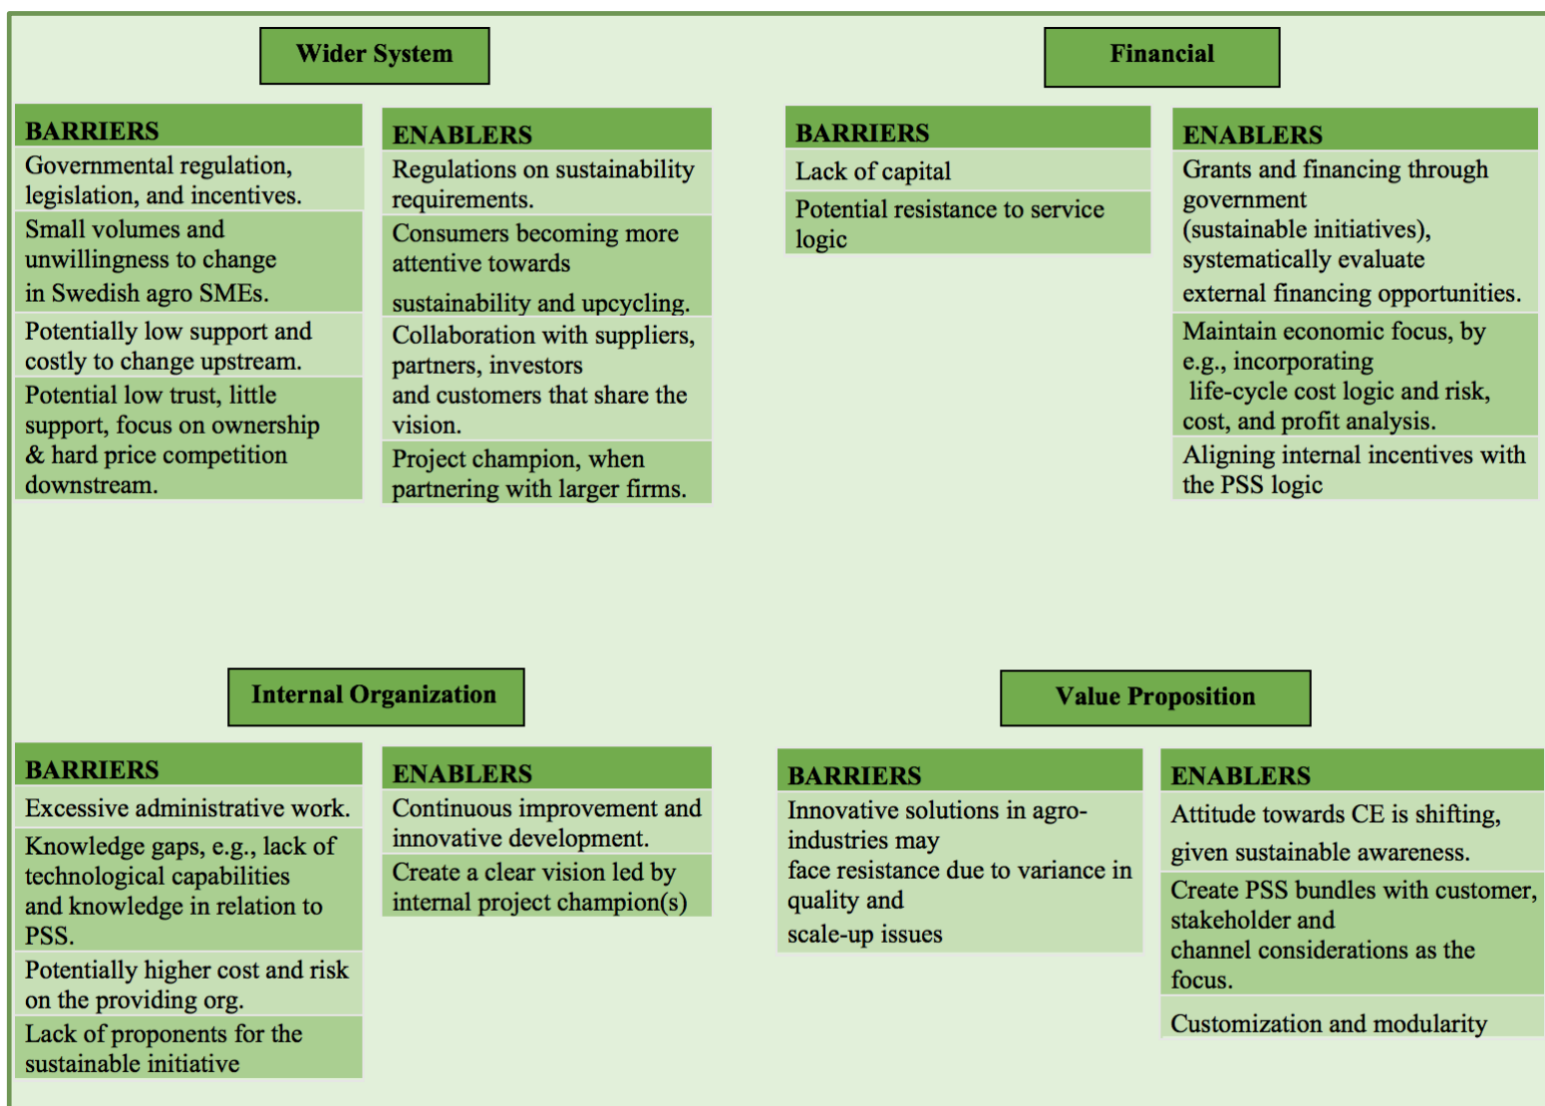 Wider System
BARRIERS
Governmental regulation,
legislation, and incentives.
Small volumes and
unwillingness to change
in Swedish agro SMEs.
Potentially low support and
costly to change upstream.
Potential low trust, little
support, focus on ownership
& hard price competition
downstream.
ENABLERS
Regulations on sustainability
requirements.
Consumers becoming more
attentive towards
sustainability and upcycling.
Collaboration with suppliers,
partners, investors
and customers that share the
vision.
Project champion, when
partnering with larger firms.
Financial
BARRIERS
Lack of capital
Potential resistance to service
logic
ENABLERS
Grants and financing through
government
(sustainable initiatives),
systematically evaluate
external financing opportunities.
Maintain economic focus, by
e.g., incorporating
life-cycle cost logic and risk,
cost, and profit analysis.
Aligning internal incentives with
the PSS logic
Internal Organization
BARRIERS
Excessive administrative work.
Knowledge gaps, e.g., lack of
technological capabilities
and knowledge in relation to
PSS.
Potentially higher cost and risk
on the providing org.
Lack of proponents for the
sustainable initiative
ENABLERS
Continuous improvement and
innovative development.
Create a clear vision led by
internal project champion(s)
Value Proposition
BARRIERS
Innovative solutions in agro-
industries may
face resistance due to variance in
quality and
scale-up issues
ENABLERS
Attitude towards CE is shifting,
given sustainable awareness.
Create PSS bundles with customer,
stakeholder and
channel considerations as the
focus.
Customization and modularity